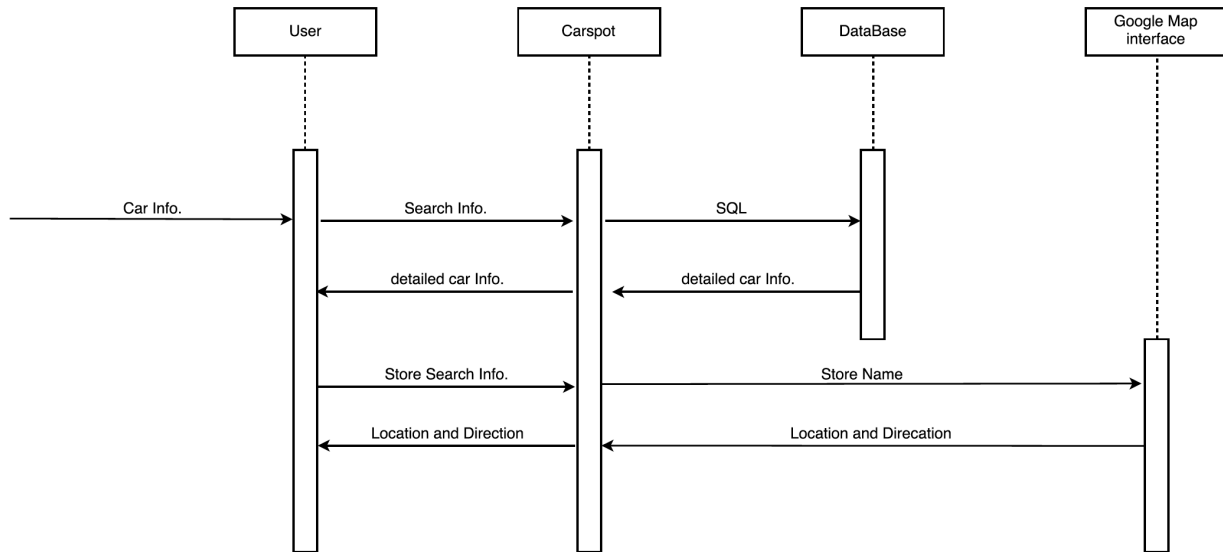 User
Carspot
DataBase
Google Map
interface
Car Info.
Search Info.
SQL
detailed car Info.
detailed car Info.
Store Search Info.
Store Name
Location and Direction
Location and Direcation